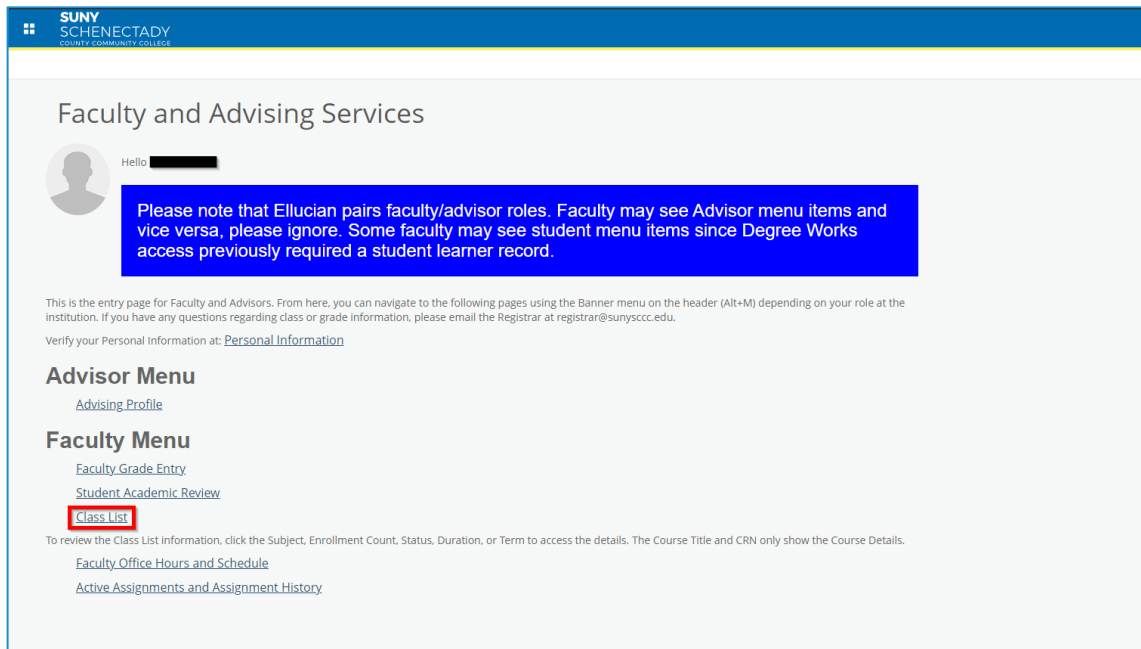 SUNY
SCHENECTADY
COUNTY COMMUNITY COLLEGE
Faculty and Advising Services
Hello
Please note that Ellucian pairs faculty/advisor roles. Faculty may see Advisor menu items and
vice versa, please ignore. Some faculty may see student menu items since Degree Works
access previously required a student learner record.
This is the entry page for Faculty and Advisors. From here, you can navigate to the following pages using the Banner menu on the header (Alt+M) depending on your role at the
institution. If you have any questions regarding class or grade information, please email the Registrar at registrar@sunysccc.edu.
Verify your Personal Information at: Personal Information
Advisor Menu
Advising Profile
Faculty Menu
Faculty Grade Entry
Student Academic Review
Class List
To review the Class List information, click the Subject, Enrollment Count, Status, Duration, or Term to access the details. The Course Title and CRN only show the Course Details.
Faculty Office Hours and Schedule
Active Assignments and Assignment History